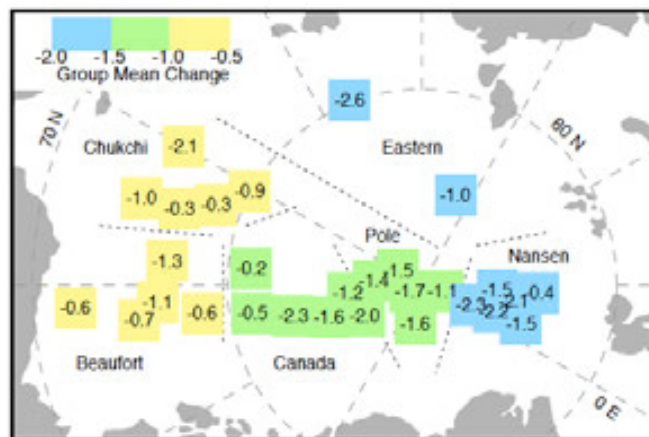 -2.0 -1.5 -1.0 -0.5
Group Mean Change
70 N
80 N
0 E
Chukchi
Eastern
Pole
Nansen
Beaufort
Canada
-2.6
-2.1
-1.0 -0.3 -0.3 -0.9
-1.0
-1.3
-0.6 -0.7 -1.1 -0.6
-0.2
-0.5 -2.3 -1.6 -2.0
-1.2 -1.4 -1.5 -1.7 -1.1
-1.6
-2.3 -1.5 -2.2 -2.1 -0.4
-1.5